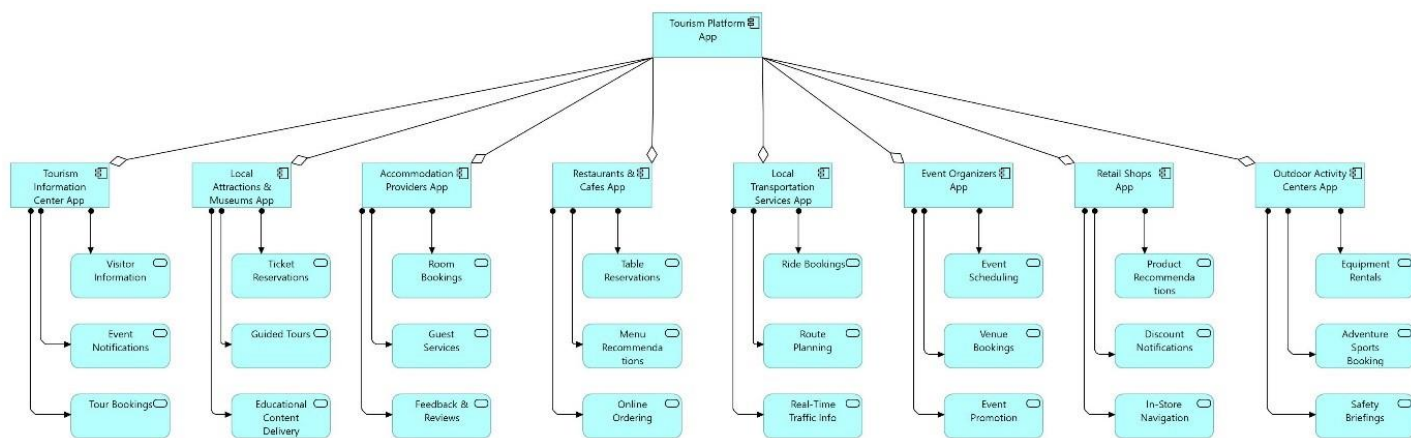 Tourism Platform
App
Tourism
Information
Center App
Local
Attractions &
Museums App
Accommodation
Providers App
Restaurants &
Cafes App
Local
Transportation
Services App
Event Organizers
App
Retail Shops
App
Outdoor Activity
Centers App
Visitor
Information
Ticket
Reservations
Room
Bookings
Table
Reservations
Ride Bookings
Event
Scheduling
Product
Recommenda
tions
Equipment
Rentals
Event
Notifications
Guided Tours
Guest
Services
Menu
Recommenda
tions
Route
Planning
Venue
Bookings
Discount
Notifications
Adventure
Sports
Booking
Tour Bookings
Educational
Content
Delivery
Feedback &
Reviews
Online
Ordering
Real-Time
Traffic Info
Event
Promotion
In-Store
Navigation
Safety
Briefings